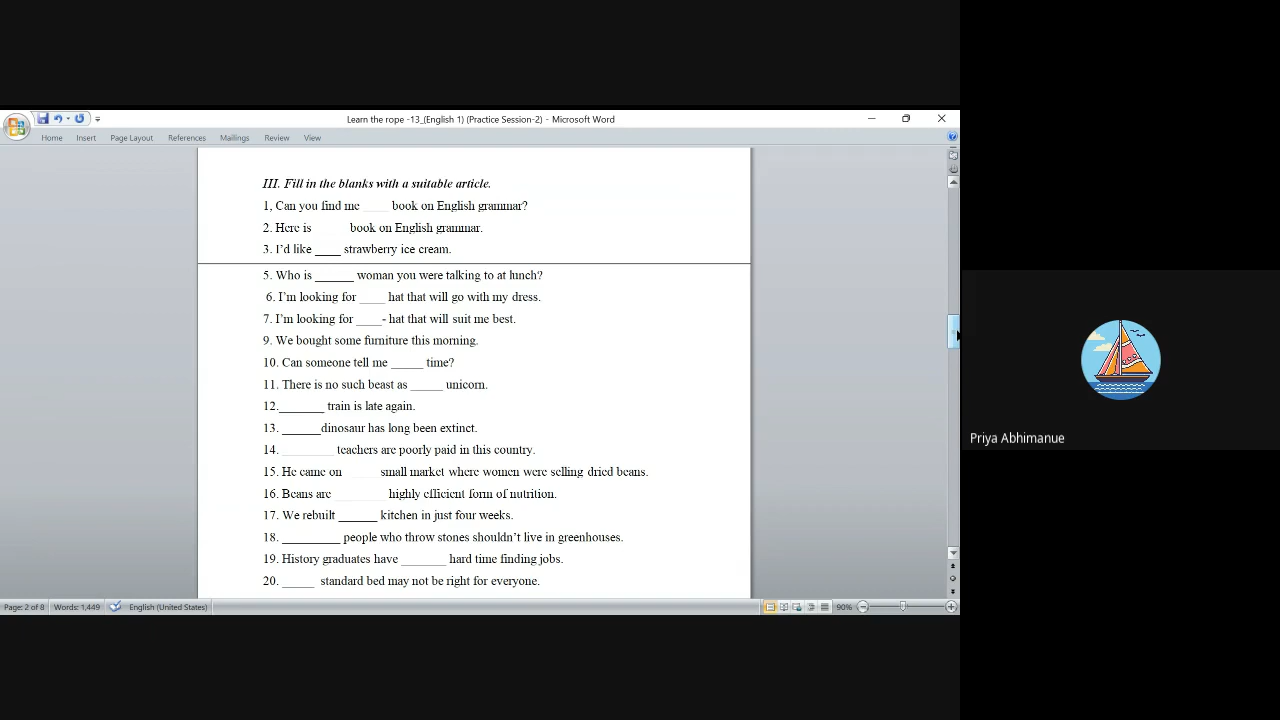 Learn the rope -13_(English 1) (Practice Session-2) - Microsoft Word
Home Insert Page Layout References Mailings Review View
III. Fill in the blanks with a suitable article.
1, Can you find me ____ book on English grammar?
2. Here is book on English grammar.
3. I'd like ____ strawberry ice cream.
5. Who is ______ woman you were talking to at lunch?
6. I'm looking for ____ hat that will go with my dress.
7. I'm looking for ____- hat that will suit me best.
9. We bought some furniture this morning.
10. Can someone tell me _____ time?
11. There is no such beast as _____ unicorn.
12._______ train is late again.
13. ______dinosaur has long been extinct.
14. ________ teachers are poorly paid in this country.
15. He came on small market where women were selling dried beans.
16. Beans are ________ highly efficient form of nutrition.
17. We rebuilt ______ kitchen in just four weeks.
18. _________ people who throw stones shouldn't live in greenhouses.
19. History graduates have _______ hard time finding jobs.
20. _____ standard bed may not be right for everyone.
Page: 2 of 8 Words: 1,449 English (United States) 90%
Priya Abhimanue